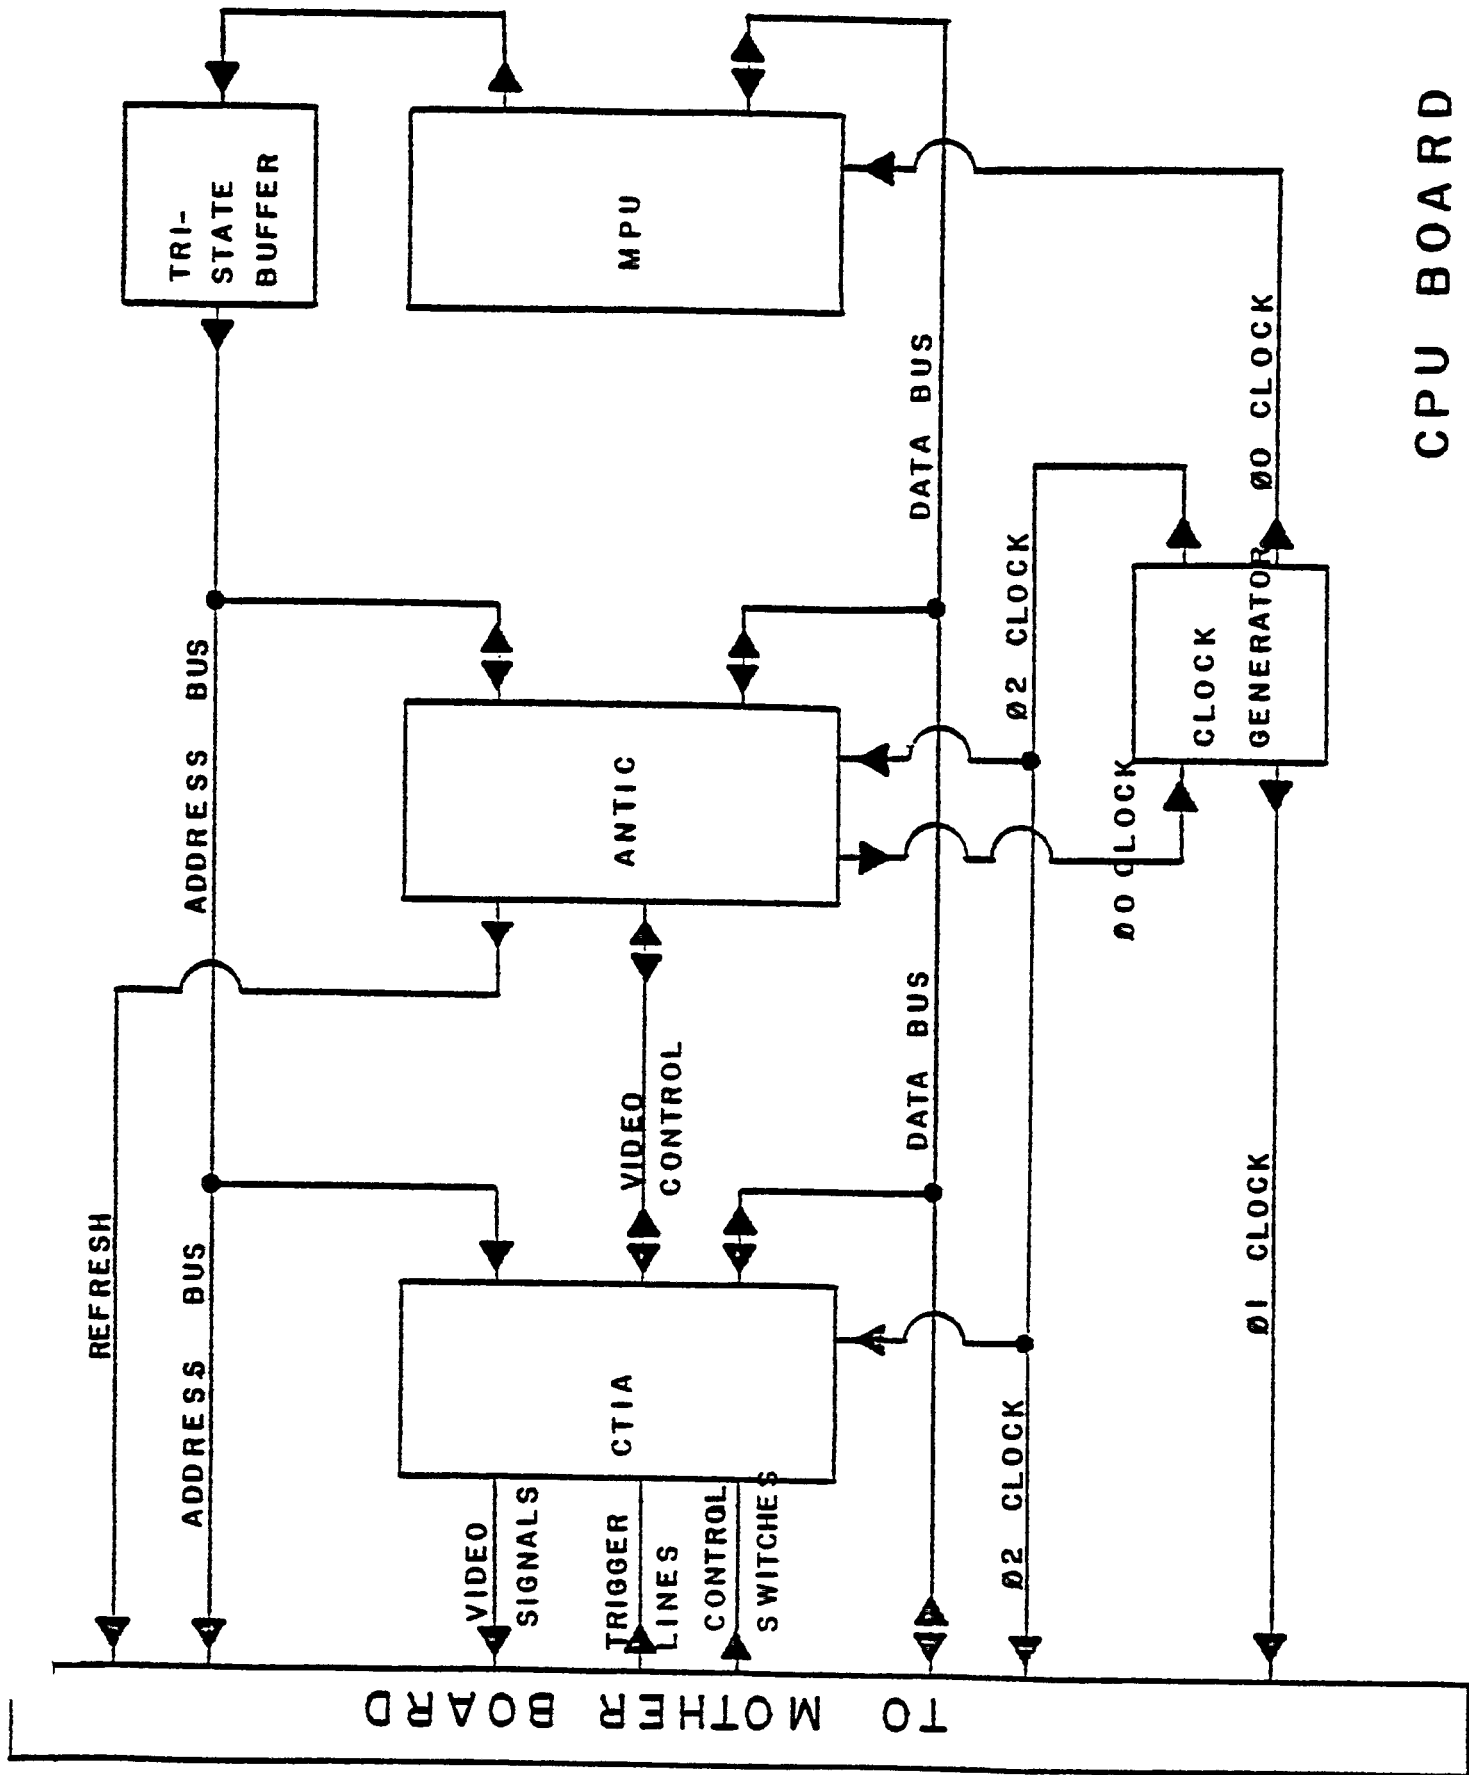 TO MOTHER BOARD
REFRESH
ADDRESS BUS
ADDRESS BUS
TRI-
STATE
BUFFER
VIDEO
SIGNALS
TRIGGER
LINES
CONTROL
SWITCHES
CTIA
VIDEO
CONTROL
ANTIC
MPU
DATA BUS
DATA BUS
Ø2 CLOCK
Ø2 CLOCK
Ø0 CLOCK
CLOCK
GENERATOR
Ø1 CLOCK
Ø0 CLOCK
CPU BOARD